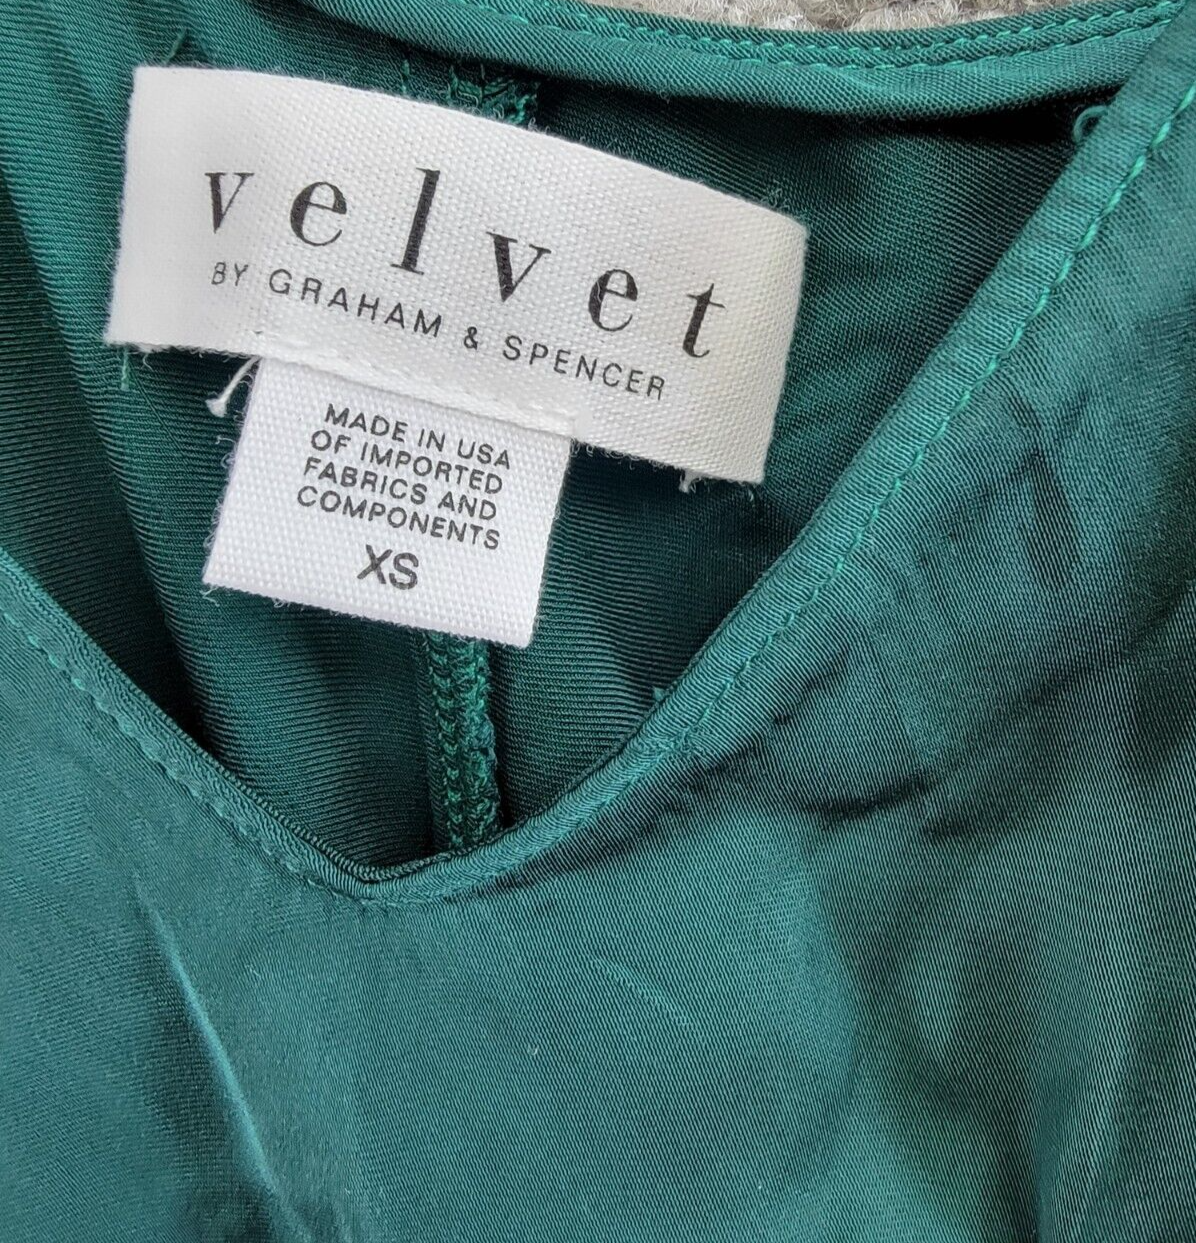 velvet
BY GRAHAM & SPENCER
MADE IN USA
OF IMPORTED
FABRICS AND
COMPONENTS
XS